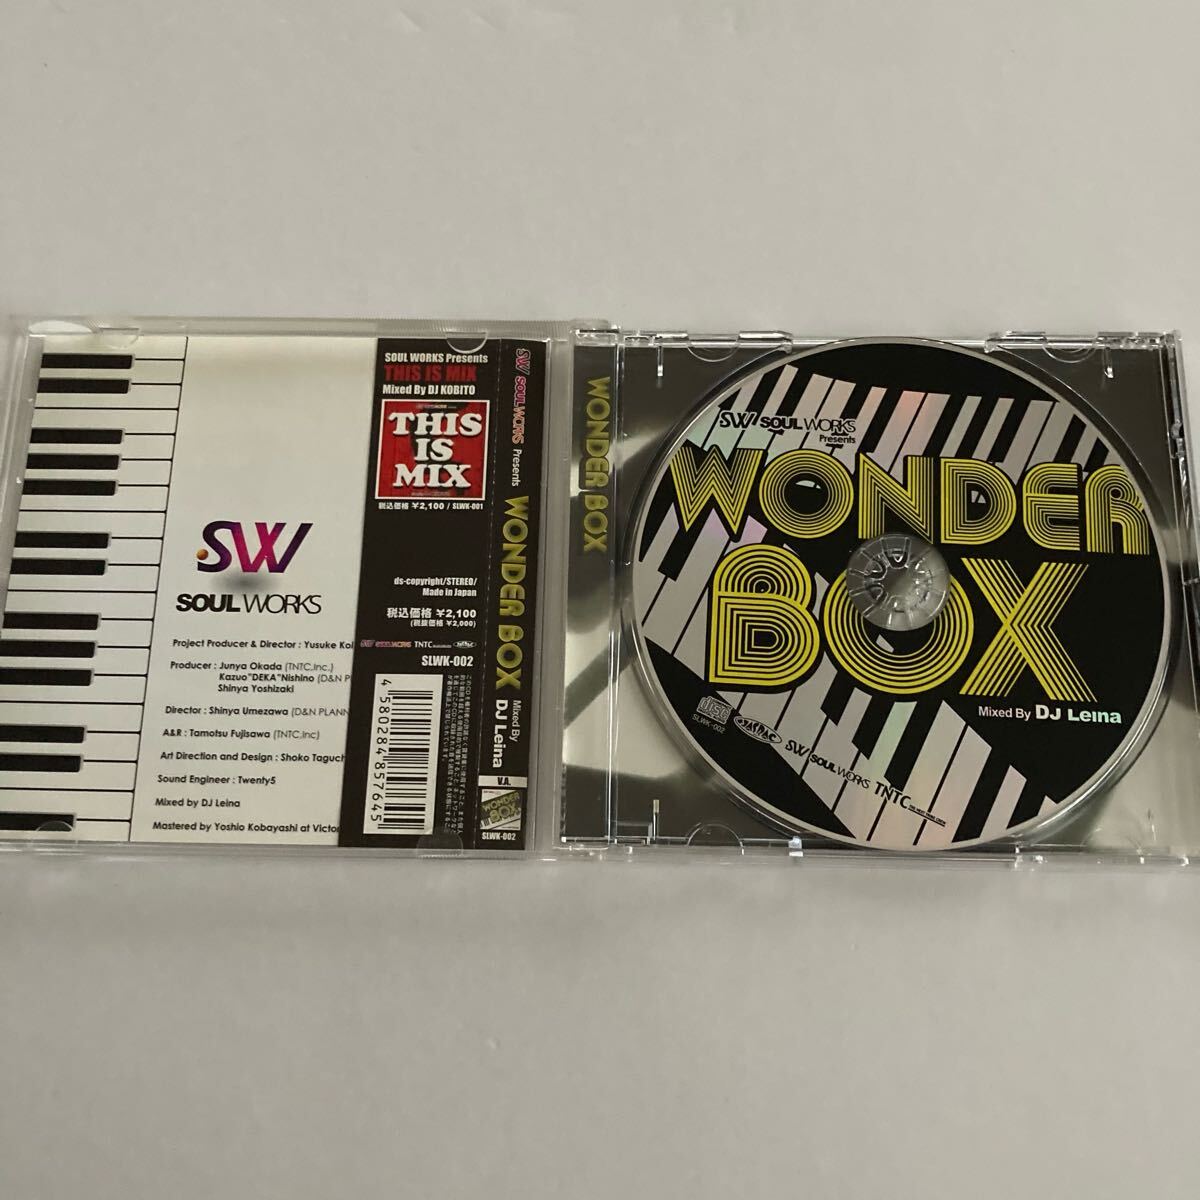 SW
SOUL WORKS
Project Producer & Director : Yusuke Koi
Producer : Junya Okada (TNTC,Inc.)
Kazuo"DEKA"Nishino (D&N P
Shinya Yoshizaki
Director : Shinya Umezawa (D&N PLANN
A&R : Tamotsu Fujisawa (TNTC,Inc)
Art Direction and Design : Shoko Taguch
Sound Engineer : Twenty5
Mixed by DJ Leina
Mastered by Yoshio Kobayashi at Victor
SOUL WORKS Presents
THIS IS MIX
Mixed By DJ KOBITO
THIS
IS
MIX
税込価格 ¥2,100 / SLWK-001
ds-copyright/STEREO/
Made in Japan
税込価格 ¥2,100
(税抜価格 ¥2,000)
SW SOUL WORKS TNTC
SLWK-002
4580284857645
SW SOUL WORKS Presents WONDER BOX Mixed By DJ Leina
V.A.
WONDER
BOX
SLWK-002
WONDER BOX
SW SOUL WORKS
Presents
WONDER
BOX
Mixed By DJ Leina
disc
SLWK-002
JASRAC
SW SOUL WORKS TNTC